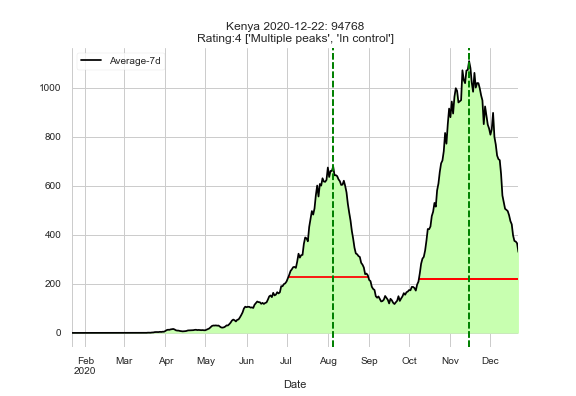 Kenya 2020-12-22: 94768
Rating:4 ['Multiple peaks', 'In control']
Average-7d
1000
800
600
400
200
0
Feb Mar Apr May Jun Jul Aug Sep Oct Nov Dec
2020
Date